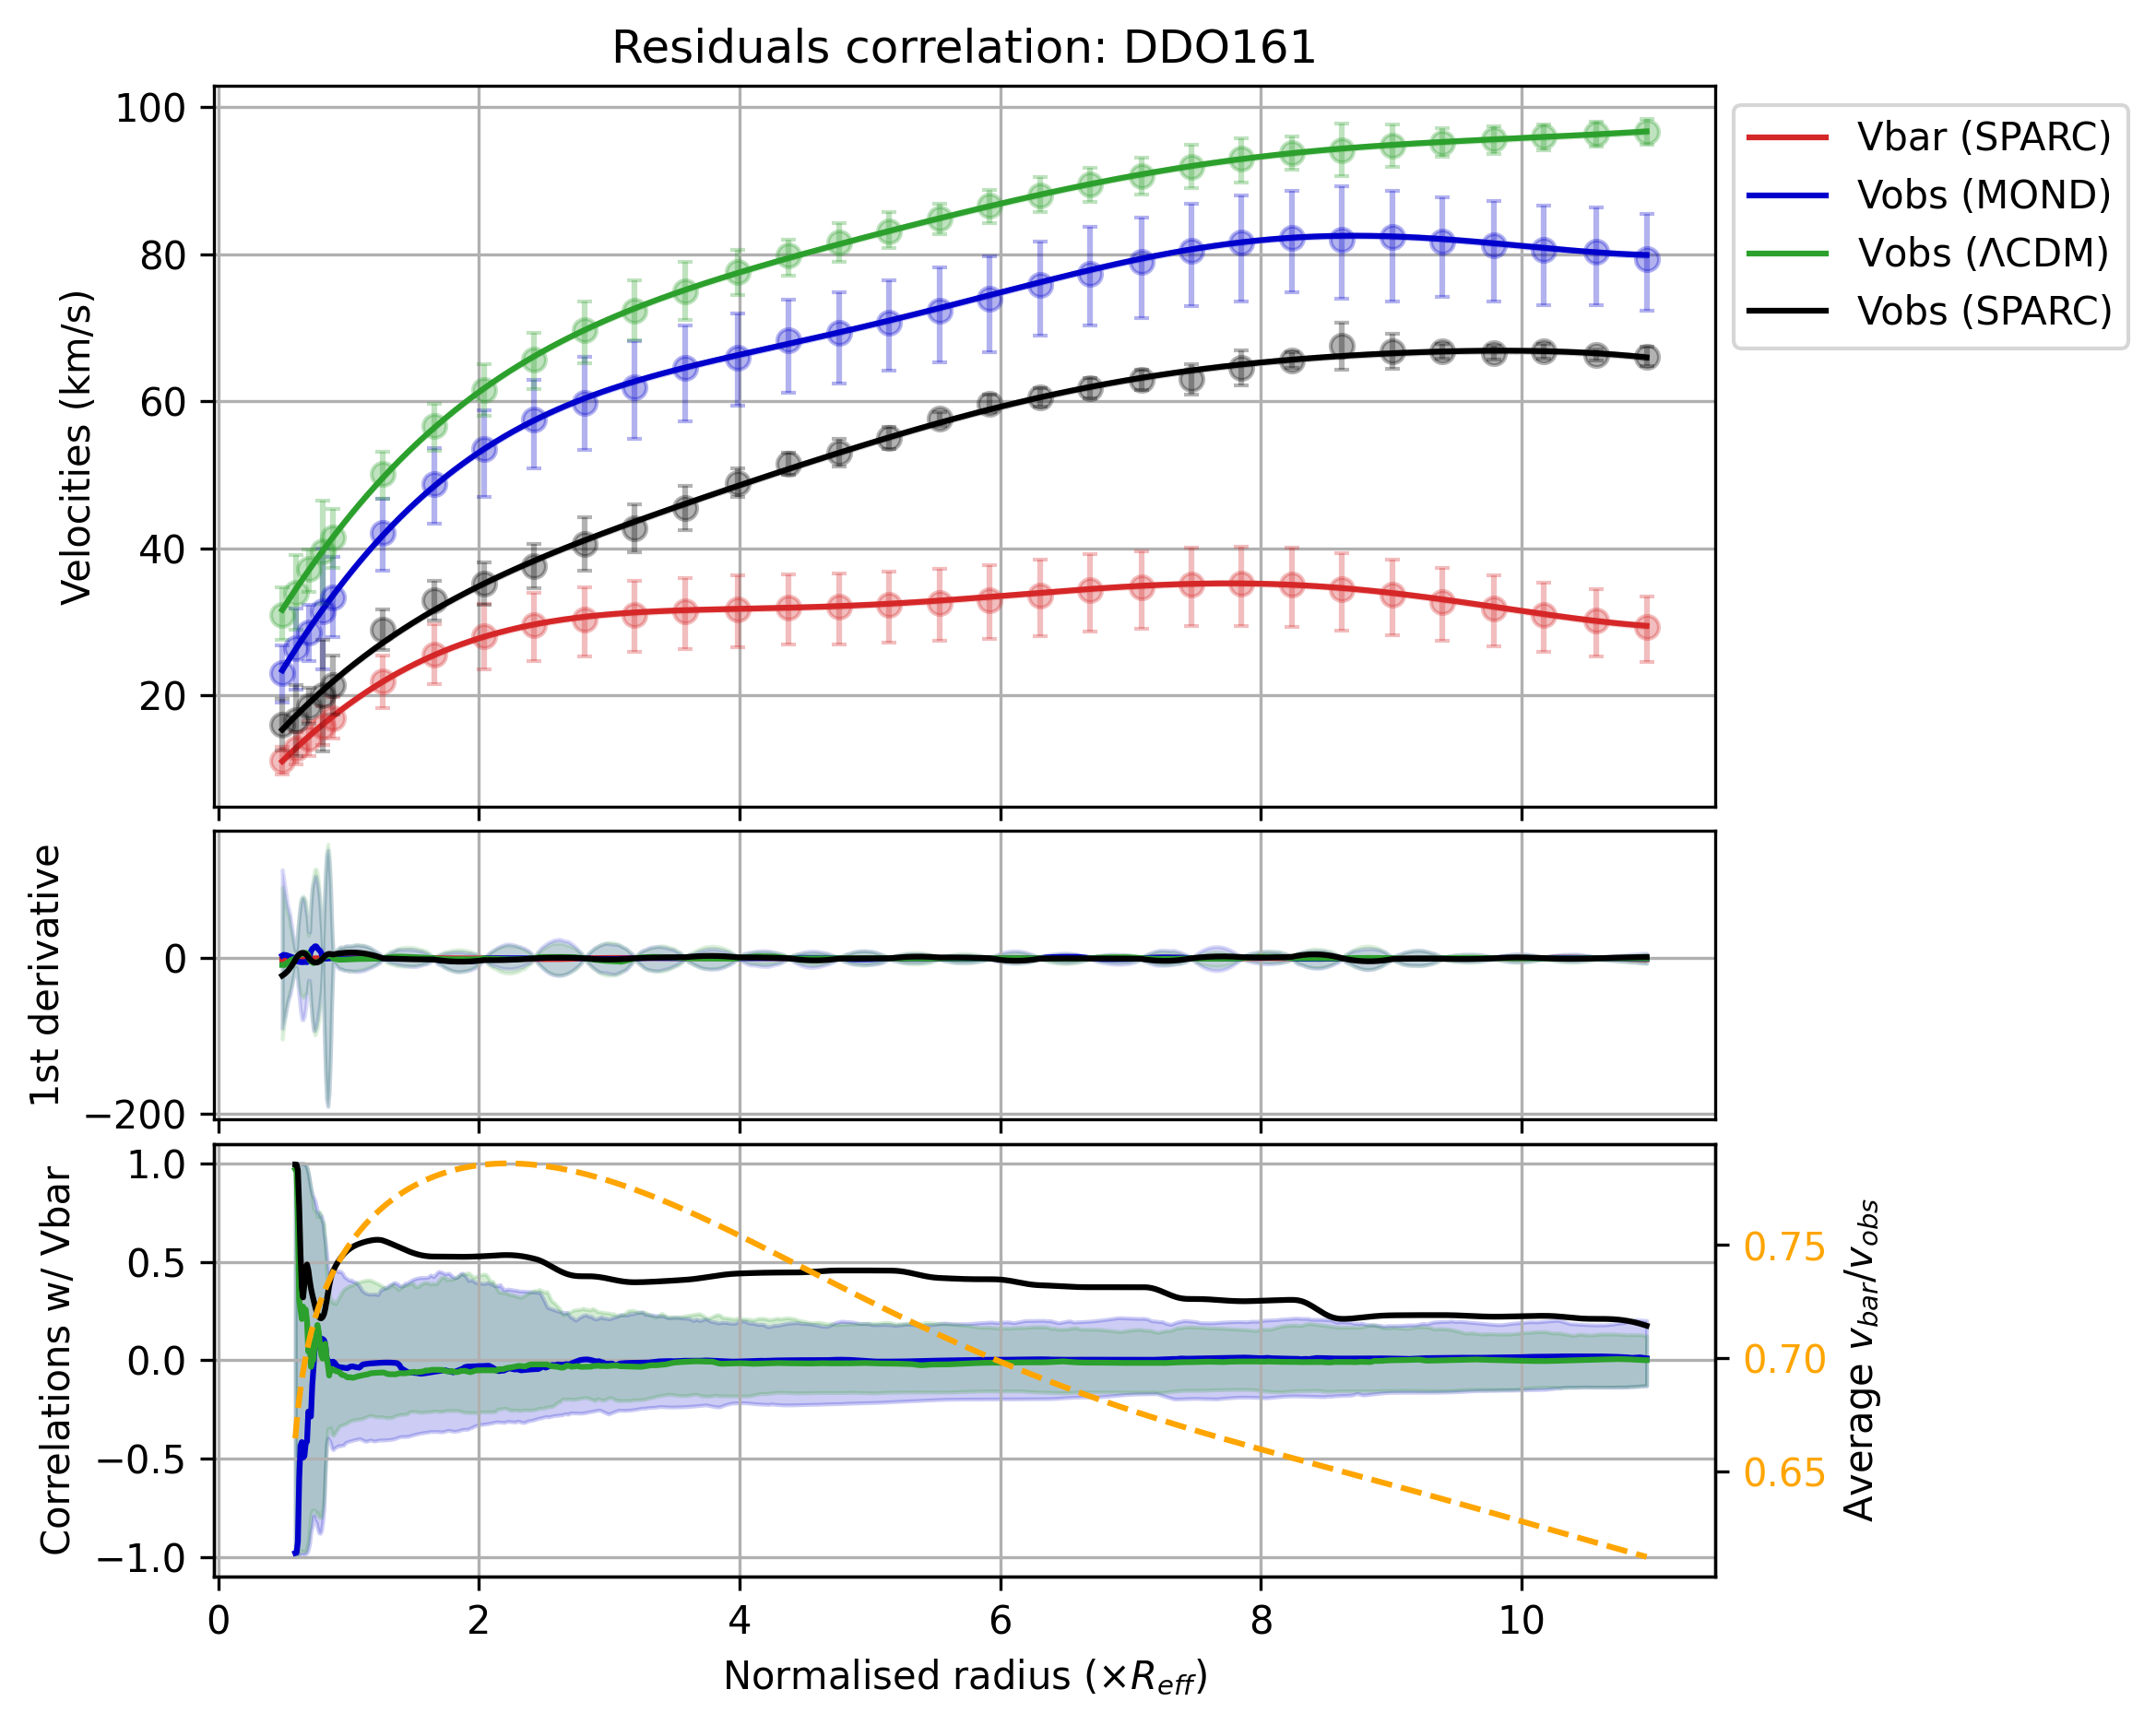 Residuals correlation: DDO161
100
80
60
40
20
Velocities (km/s)
Vbar (SPARC)
Vobs (MOND)
Vobs (ΛCDM)
Vobs (SPARC)
0
−200
1st derivative
1.0
0.5
0.0
−0.5
−1.0
Correlations w/ Vbar
0.75
0.70
0.65
Average v_bar/v_obs
0 2 4 6 8 10
Normalised radius (×R_eff)